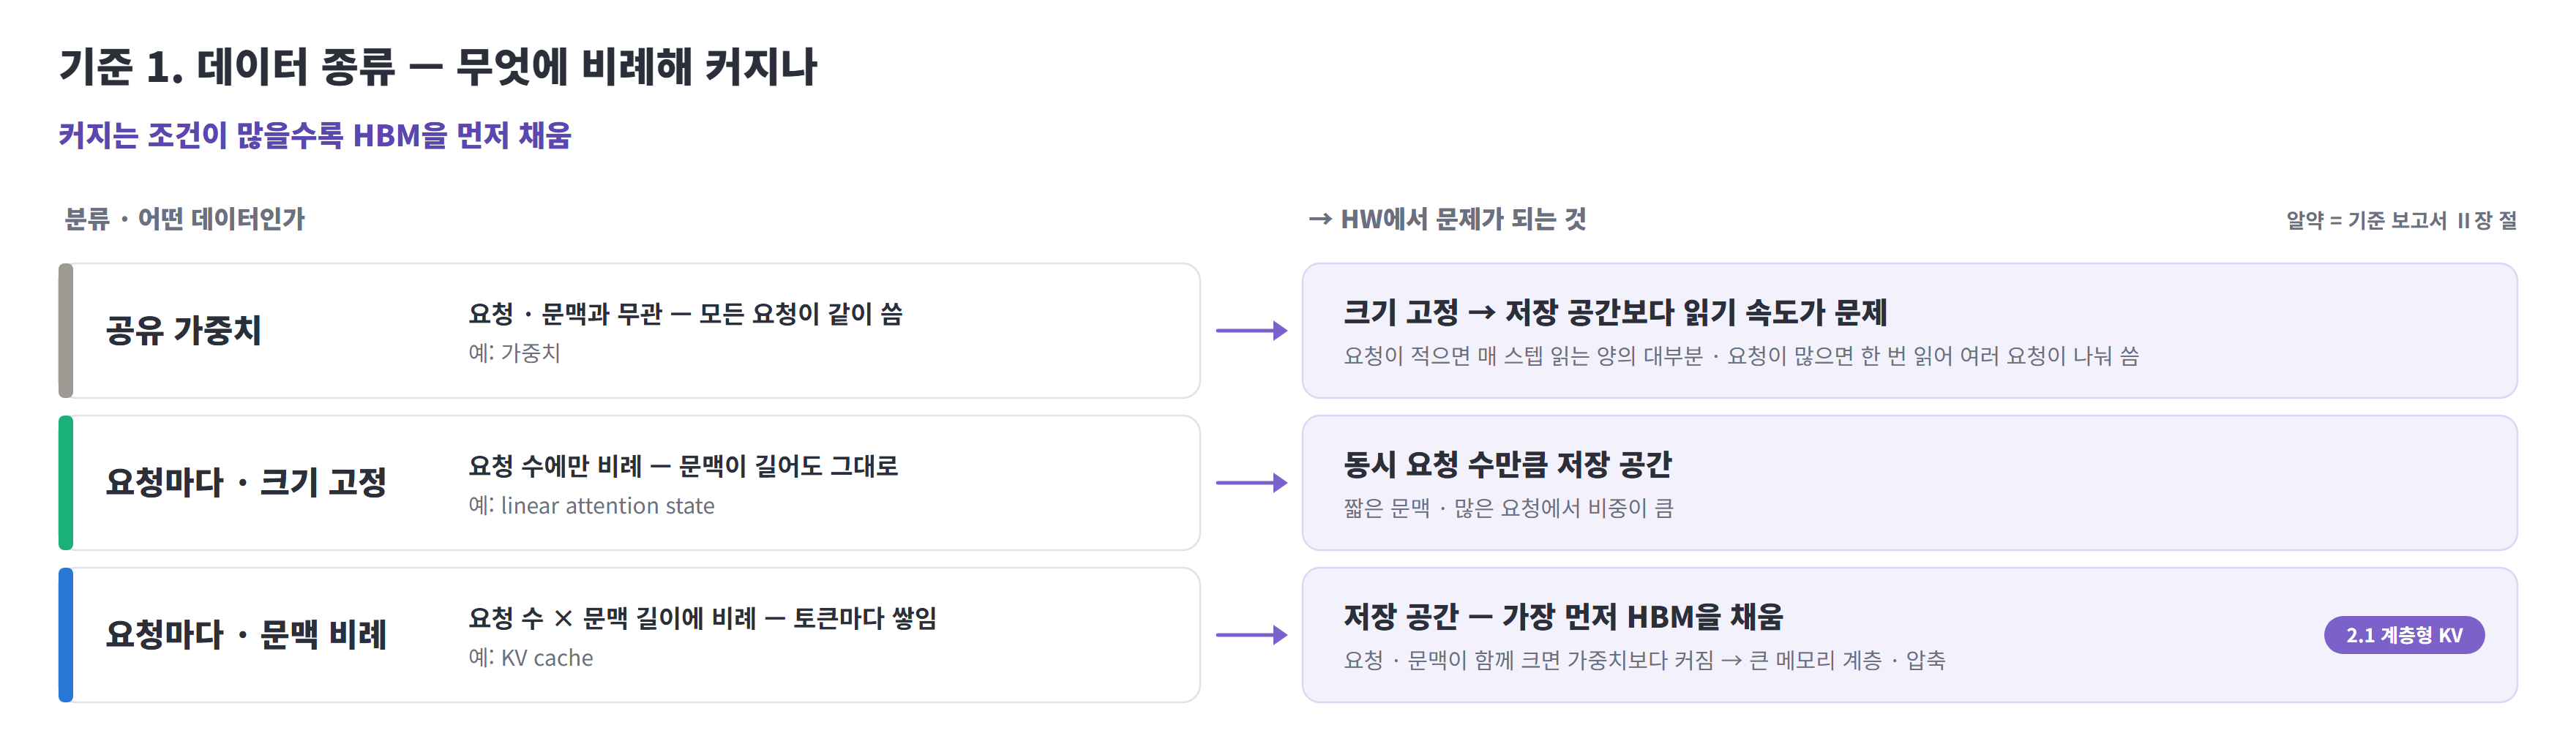 기준 1. 데이터 종류 — 무엇에 비례해 커지나
커지는 조건이 많을수록 HBM을 먼저 채움
분류 · 어떤 데이터인가
→ HW에서 문제가 되는 것
알약 = 기준 보고서 Ⅱ장 절
공유 가중치
요청 · 문맥과 무관 — 모든 요청이 같이 씀
예: 가중치
크기 고정 → 저장 공간보다 읽기 속도가 문제
요청이 적으면 매 스텝 읽는 양의 대부분 · 요청이 많으면 한 번 읽어 여러 요청이 나눠 씀
요청마다 · 크기 고정
요청 수에만 비례 — 문맥이 길어도 그대로
예: linear attention state
동시 요청 수만큼 저장 공간
짧은 문맥 · 많은 요청에서 비중이 큼
요청마다 · 문맥 비례
요청 수 × 문맥 길이에 비례 — 토큰마다 쌓임
예: KV cache
저장 공간 — 가장 먼저 HBM을 채움
요청 · 문맥이 함께 크면 가중치보다 커짐 → 큰 메모리 계층 · 압축
2.1 계층형 KV